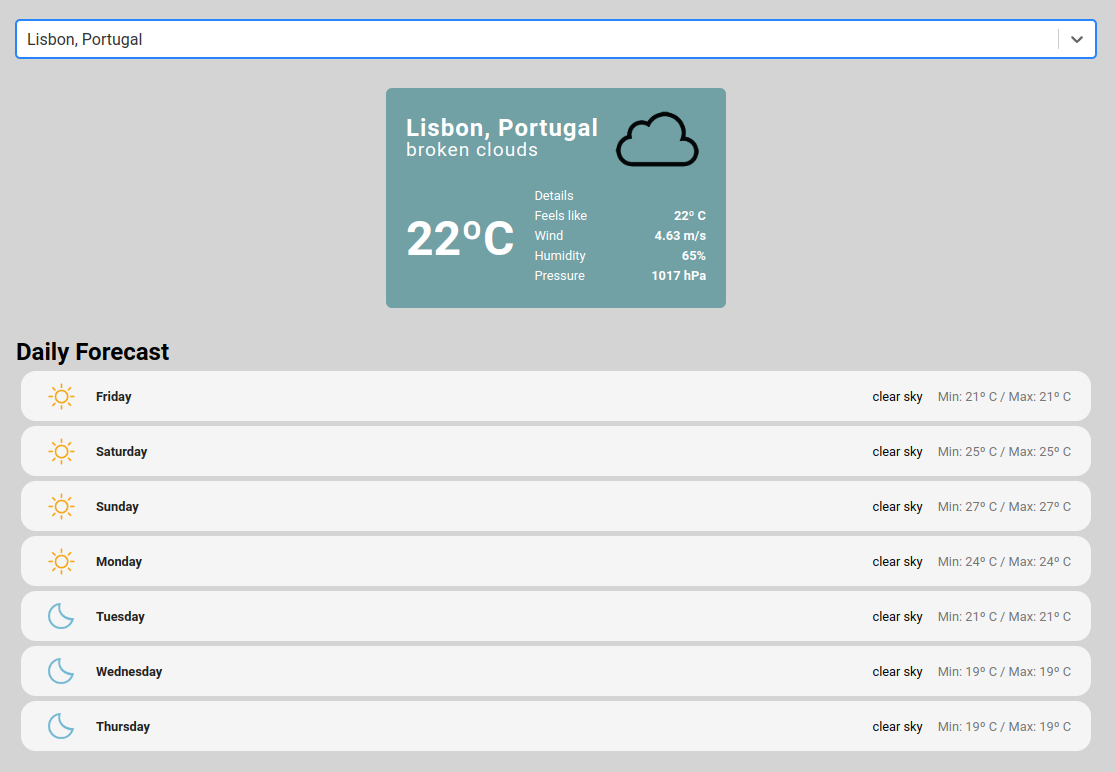 Lisbon, Portugal
Lisbon, Portugal
broken clouds
22ºC
Details
Feels like 22º C
Wind 4.63 m/s
Humidity 65%
Pressure 1017 hPa
Daily Forecast
Friday clear sky Min: 21º C / Max: 21º C
Saturday clear sky Min: 25º C / Max: 25º C
Sunday clear sky Min: 27º C / Max: 27º C
Monday clear sky Min: 24º C / Max: 24º C
Tuesday clear sky Min: 21º C / Max: 21º C
Wednesday clear sky Min: 19º C / Max: 19º C
Thursday clear sky Min: 19º C / Max: 19º C